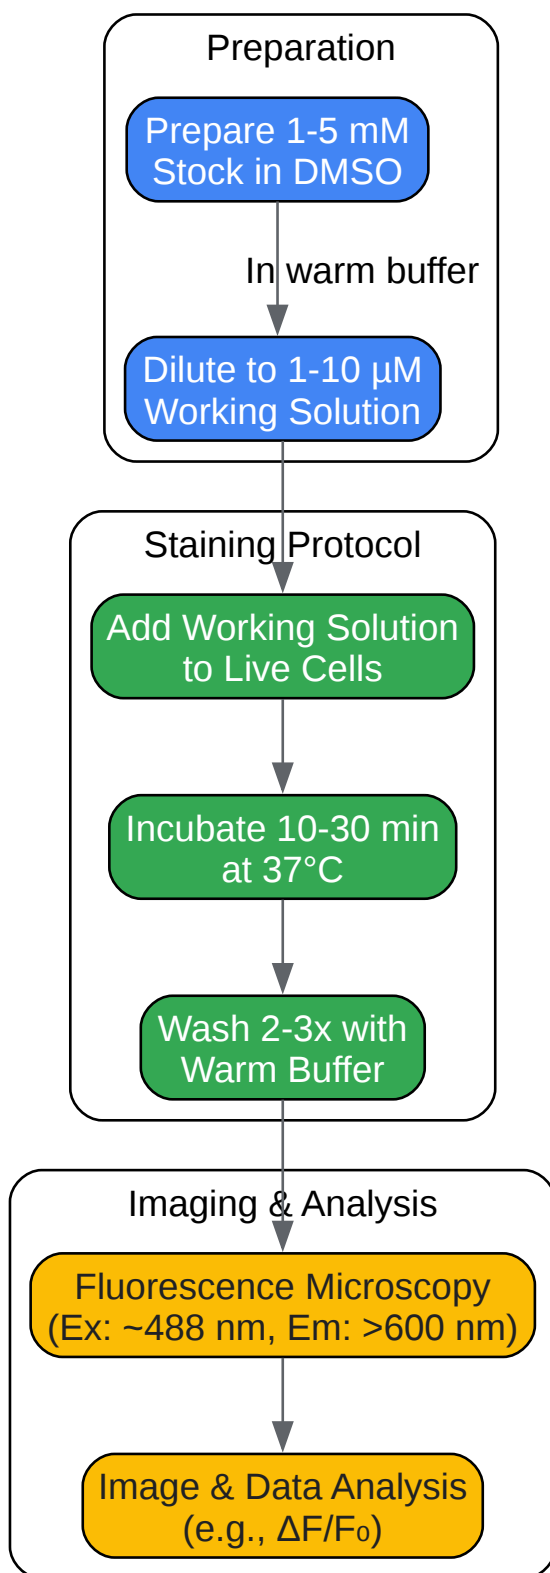 Preparation
Prepare 1-5 mM
Stock in DMSO
In warm buffer
Dilute to 1-10 µM
Working Solution
Staining Protocol
Add Working Solution
to Live Cells
Incubate 10-30 min
at 37°C
Wash 2-3x with
Warm Buffer
Imaging & Analysis
Fluorescence Microscopy
(Ex: ~488 nm, Em: >600 nm)
Image & Data Analysis
(e.g., ΔF/F₀)